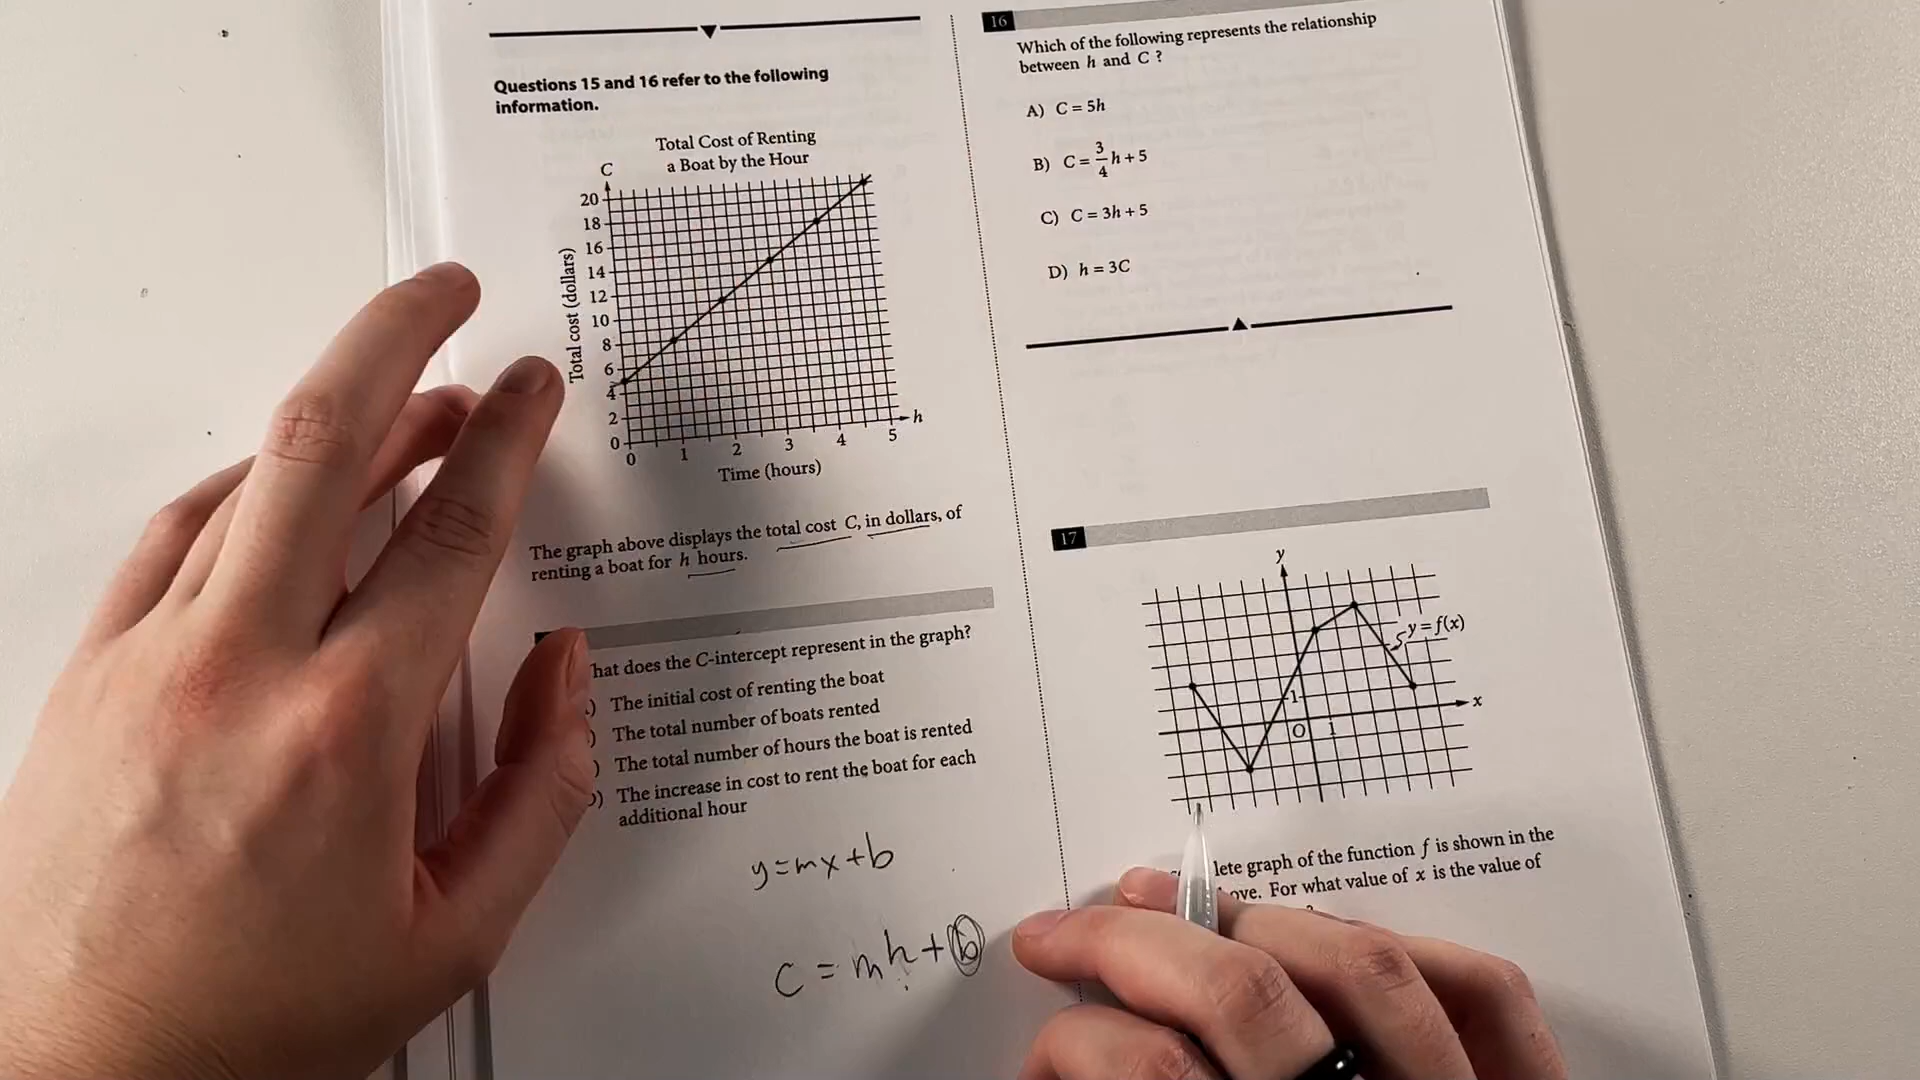 Questions 15 and 16 refer to the following
information.
Total Cost of Renting
a Boat by the Hour
C
20
18
16
14
12
10
8
6
4
2
0
Total cost (dollars)
0 1 2 3 4 5
h
Time (hours)
The graph above displays the total cost C, in dollars, of
renting a boat for h hours.
hat does the C-intercept represent in the graph?
) The initial cost of renting the boat
) The total number of boats rented
) The total number of hours the boat is rented
) The increase in cost to rent the boat for each
additional hour
y=mx+b
C = mh + b
16
Which of the following represents the relationship
between h and C ?
A) C = 5h
B) C = 3/4 h + 5
C) C = 3h + 5
D) h = 3C
17
y
y = f(x)
1
x
O 1
lete graph of the function f is shown in the
ove. For what value of x is the value of